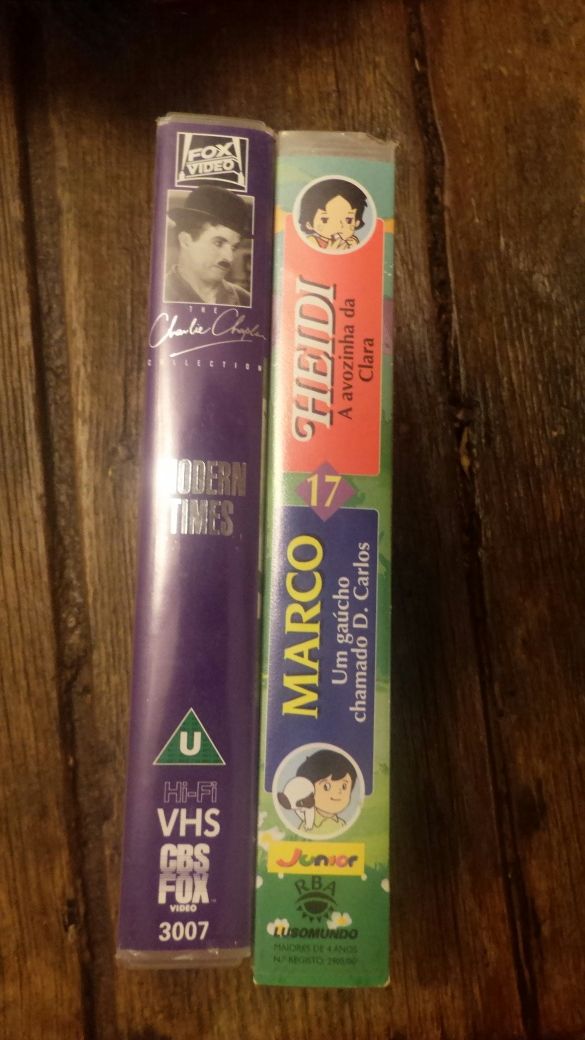 FOX
VIDEO
THE
Charlie Chaplin
COLLECTION
MODERN
TIMES
U
Hi-Fi
VHS
CBS
FOX
VIDEO
3007
HEIDI
A avozinha da
Clara
17
MARCO
Um gaúcho
chamado D. Carlos
Junior
RBA
LUSOMUNDO
MAIORES DE 4 ANOS
N.º REGISTO: